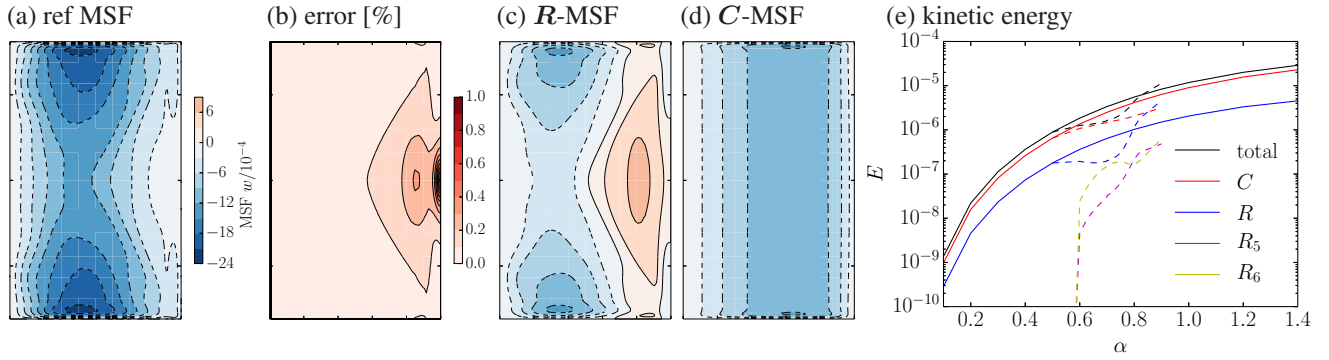 (a) ref MSF
(b) error [%]
(c) R-MSF
(d) C-MSF
(e) kinetic energy
6
0
−6
−12
−18
−24
MSF w/10⁻⁴
1.0
0.8
0.6
0.4
0.2
0.0
10⁻⁴
10⁻⁵
10⁻⁶
10⁻⁷
10⁻⁸
10⁻⁹
10⁻¹⁰
E
total
C
R
R₅
R₆
0.2 0.4 0.6 0.8 1.0 1.2 1.4
α